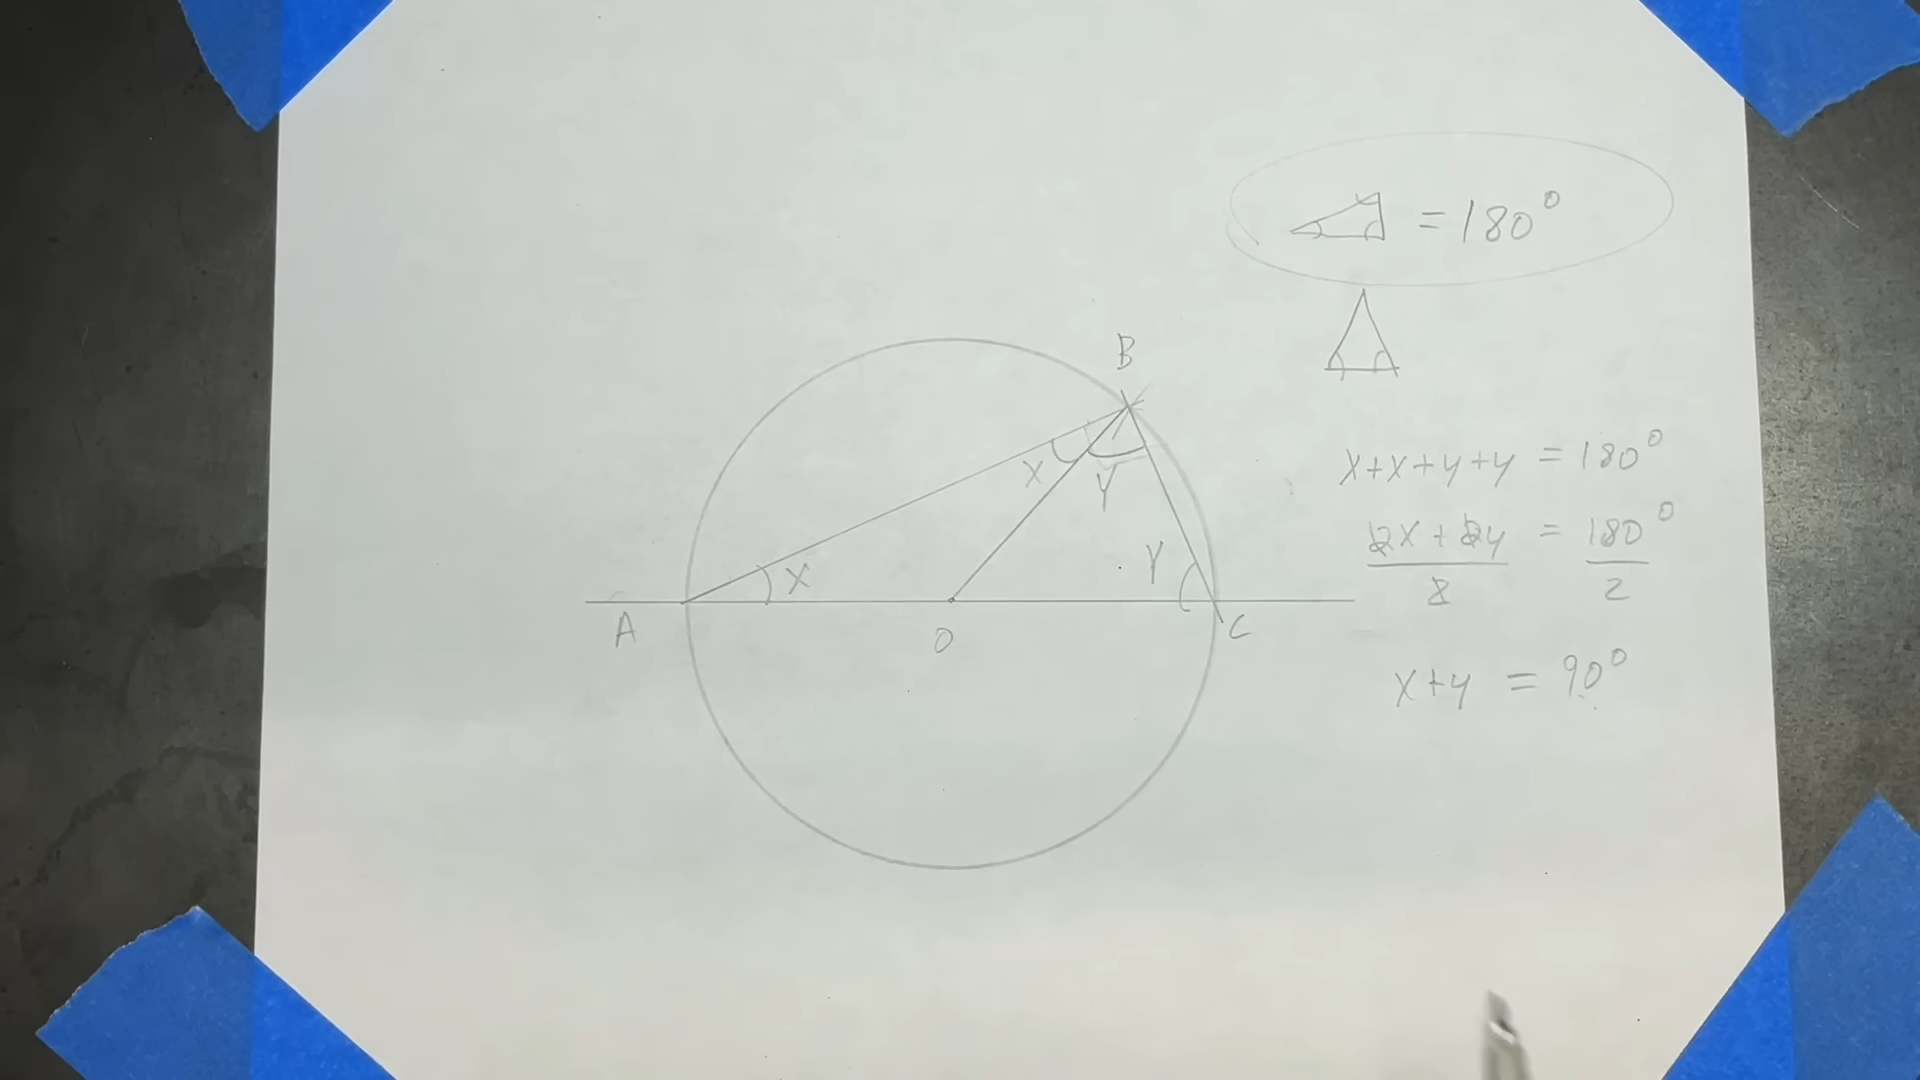 = 180°
B
X+X+y+y = 180°
X
Y
2X + 2y = 180°
2 2
Y
X
A
O
C
X+y = 90°